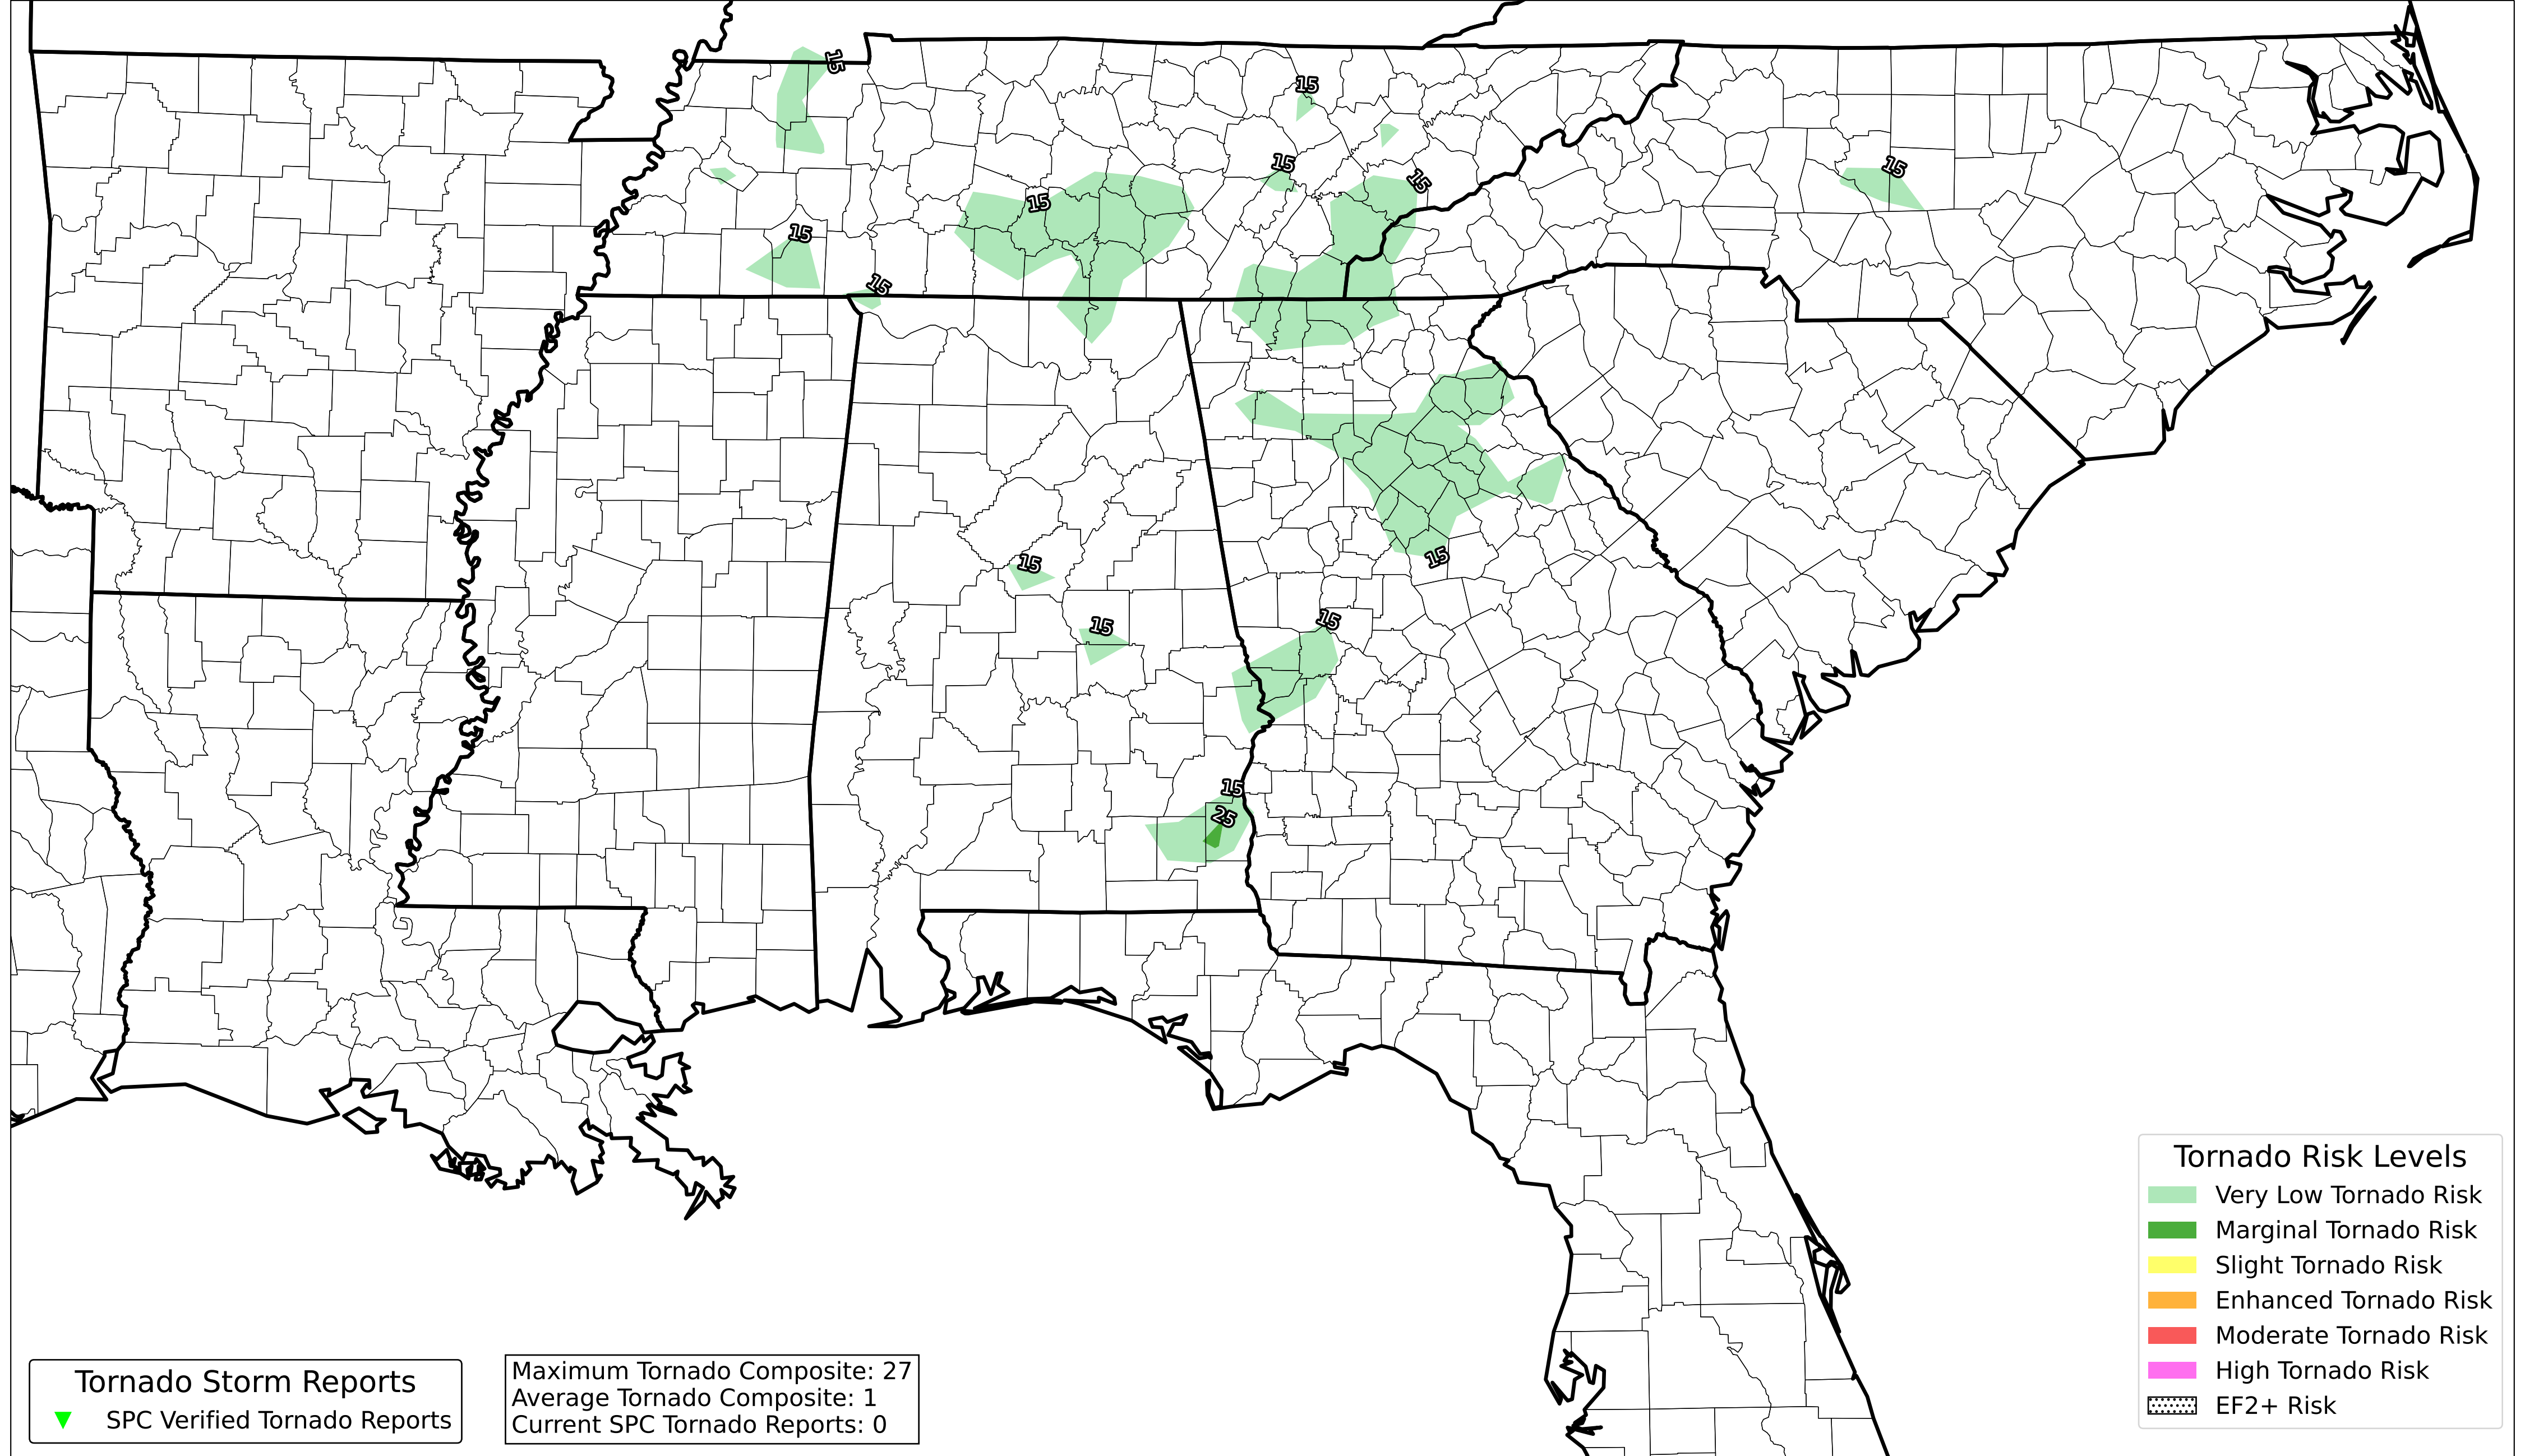 15
15
15
15
15
15
15
15
15
15
15
15
15
25
Tornado Risk Levels
Very Low Tornado Risk
Marginal Tornado Risk
Slight Tornado Risk
Enhanced Tornado Risk
Moderate Tornado Risk
High Tornado Risk
EF2+ Risk
Tornado Storm Reports
SPC Verified Tornado Reports
Maximum Tornado Composite: 27
Average Tornado Composite: 1
Current SPC Tornado Reports: 0